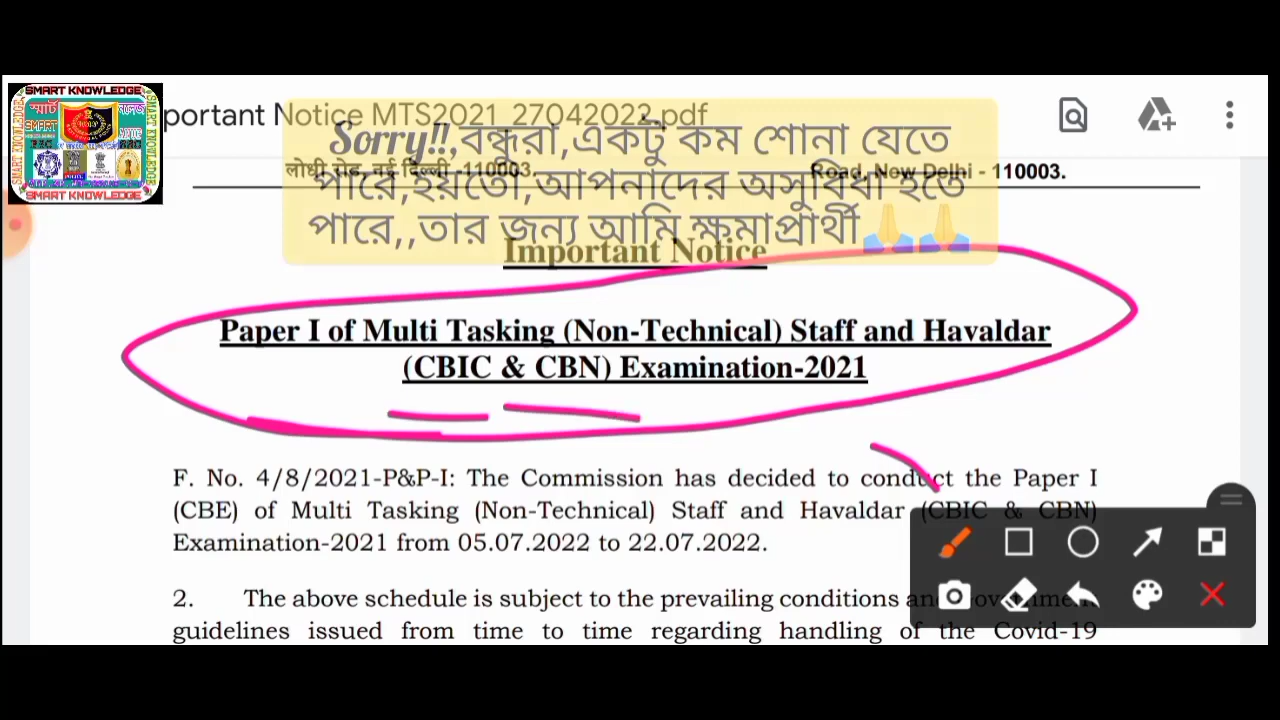 SMART KNOWLEDGE
স্মার্ট
SMART
SMART KNOWLEDGE
portant Notice MTS2021_27042022.pdf
Sorry!!,বন্ধুরা,একটু কম শোনা যেতে
পারে,হয়তো,আপনাদের অসুবিধা হতে
পারে,,তার জন্য আমি ক্ষমাপ্রার্থী🙏🙏
लोधी रोड, नई दिल्ली -110003. Road, New Delhi - 110003.
Important Notice
Paper I of Multi Tasking (Non-Technical) Staff and Havaldar
(CBIC & CBN) Examination-2021
F. No. 4/8/2021-P&P-I: The Commission has decided to conduct the Paper I
(CBE) of Multi Tasking (Non-Technical) Staff and Havaldar (CBIC & CBN)
Examination-2021 from 05.07.2022 to 22.07.2022.
2. The above schedule is subject to the prevailing conditions and Government
guidelines issued from time to time regarding handling of the Covid-19